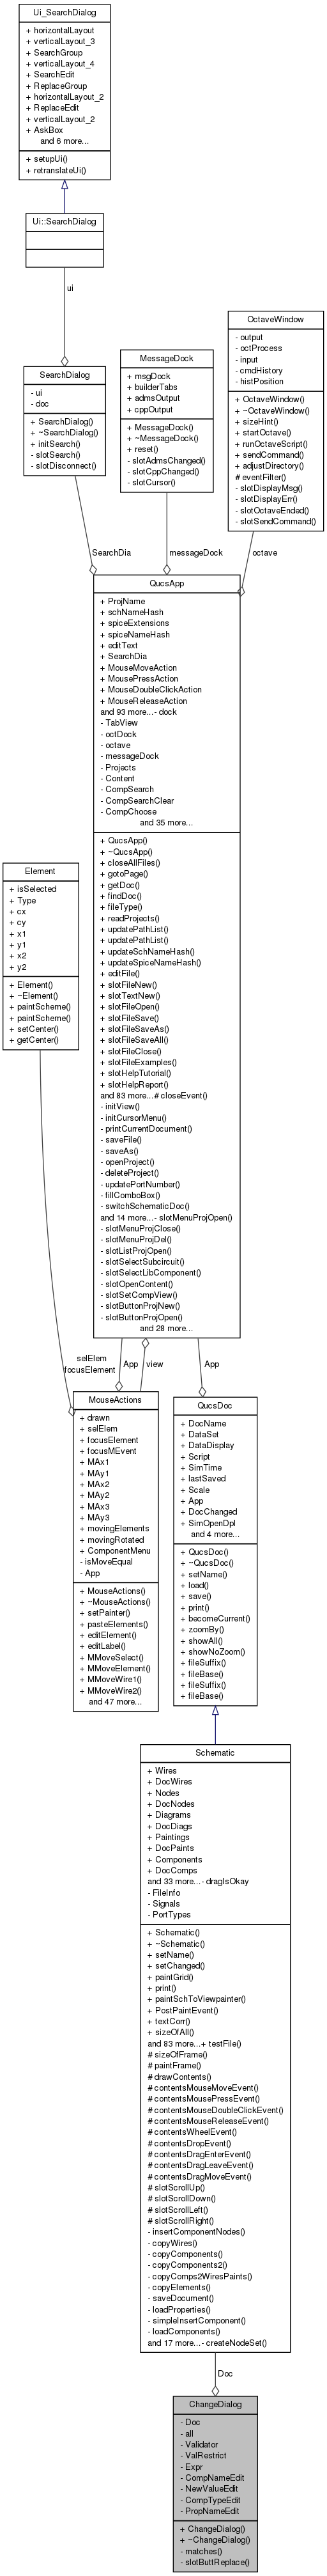 Ui_SearchDialog
+ horizontalLayout
+ verticalLayout_3
+ SearchGroup
+ verticalLayout_4
+ SearchEdit
+ ReplaceGroup
+ horizontalLayout_2
+ ReplaceEdit
+ verticalLayout_2
+ AskBox
and 6 more...
+ setupUi()
+ retranslateUi()
Ui::SearchDialog
ui
SearchDialog
- ui
- doc
+ SearchDialog()
+ ~SearchDialog()
+ initSearch()
- slotSearch()
- slotDisconnect()
MessageDock
+ msgDock
+ builderTabs
+ admsOutput
+ cppOutput
+ MessageDock()
+ ~MessageDock()
+ reset()
- slotAdmsChanged()
- slotCppChanged()
- slotCursor()
OctaveWindow
- output
- octProcess
- input
- cmdHistory
- histPosition
+ OctaveWindow()
+ ~OctaveWindow()
+ sizeHint()
+ startOctave()
+ runOctaveScript()
+ sendCommand()
+ adjustDirectory()
# eventFilter()
- slotDisplayMsg()
- slotDisplayErr()
- slotOctaveEnded()
- slotSendCommand()
SearchDia
messageDock
octave
QucsApp
+ ProjName
+ schNameHash
+ spiceExtensions
+ spiceNameHash
+ editText
+ SearchDia
+ MouseMoveAction
+ MousePressAction
+ MouseDoubleClickAction
+ MouseReleaseAction
and 93 more...- dock
- TabView
- octDock
- octave
- messageDock
- Projects
- Content
- CompSearch
- CompSearchClear
- CompChoose
and 35 more...
+ QucsApp()
+ ~QucsApp()
+ closeAllFiles()
+ gotoPage()
+ getDoc()
+ findDoc()
+ fileType()
+ readProjects()
+ updatePathList()
+ updatePathList()
+ updateSchNameHash()
+ updateSpiceNameHash()
+ editFile()
+ slotFileNew()
+ slotTextNew()
+ slotFileOpen()
+ slotFileSave()
+ slotFileSaveAs()
+ slotFileSaveAll()
+ slotFileClose()
+ slotFileExamples()
+ slotHelpTutorial()
+ slotHelpReport()
and 83 more...# closeEvent()
- initView()
- initCursorMenu()
- printCurrentDocument()
- saveFile()
- saveAs()
- openProject()
- deleteProject()
- updatePortNumber()
- fillComboBox()
- switchSchematicDoc()
and 14 more...- slotMenuProjOpen()
- slotMenuProjClose()
- slotMenuProjDel()
- slotListProjOpen()
- slotSelectSubcircuit()
- slotSelectLibComponent()
- slotOpenContent()
- slotSetCompView()
- slotButtonProjNew()
- slotButtonProjOpen()
and 28 more...
Element
+ isSelected
+ Type
+ cx
+ cy
+ x1
+ y1
+ x2
+ y2
+ Element()
+ ~Element()
+ paintScheme()
+ paintScheme()
+ setCenter()
+ getCenter()
selElem
focusElement
App
view
App
MouseActions
+ drawn
+ selElem
+ focusElement
+ focusMEvent
+ MAx1
+ MAy1
+ MAx2
+ MAy2
+ MAx3
+ MAy3
+ movingElements
+ movingRotated
+ ComponentMenu
- isMoveEqual
- App
+ MouseActions()
+ ~MouseActions()
+ setPainter()
+ pasteElements()
+ editElement()
+ editLabel()
+ MMoveSelect()
+ MMoveElement()
+ MMoveWire1()
+ MMoveWire2()
and 47 more...
QucsDoc
+ DocName
+ DataSet
+ DataDisplay
+ Script
+ SimTime
+ lastSaved
+ Scale
+ App
+ DocChanged
+ SimOpenDpl
and 4 more...
+ QucsDoc()
+ ~QucsDoc()
+ setName()
+ load()
+ save()
+ print()
+ becomeCurrent()
+ zoomBy()
+ showAll()
+ showNoZoom()
+ fileSuffix()
+ fileBase()
+ fileSuffix()
+ fileBase()
Schematic
+ Wires
+ DocWires
+ Nodes
+ DocNodes
+ Diagrams
+ DocDiags
+ Paintings
+ DocPaints
+ Components
+ DocComps
and 33 more...- dragIsOkay
- FileInfo
- Signals
- PortTypes
+ Schematic()
+ ~Schematic()
+ setName()
+ setChanged()
+ paintGrid()
+ print()
+ paintSchToViewpainter()
+ PostPaintEvent()
+ textCorr()
+ sizeOfAll()
and 83 more...+ testFile()
# sizeOfFrame()
# paintFrame()
# drawContents()
# contentsMouseMoveEvent()
# contentsMousePressEvent()
# contentsMouseDoubleClickEvent()
# contentsMouseReleaseEvent()
# contentsWheelEvent()
# contentsDropEvent()
# contentsDragEnterEvent()
# contentsDragLeaveEvent()
# contentsDragMoveEvent()
# slotScrollUp()
# slotScrollDown()
# slotScrollLeft()
# slotScrollRight()
- insertComponentNodes()
- copyWires()
- copyComponents()
- copyComponents2()
- copyComps2WiresPaints()
- copyElements()
- saveDocument()
- loadProperties()
- simpleInsertComponent()
- loadComponents()
and 17 more...- createNodeSet()
Doc
ChangeDialog
- Doc
- all
- Validator
- ValRestrict
- Expr
- CompNameEdit
- NewValueEdit
- CompTypeEdit
- PropNameEdit
+ ChangeDialog()
+ ~ChangeDialog()
- matches()
- slotButtReplace()